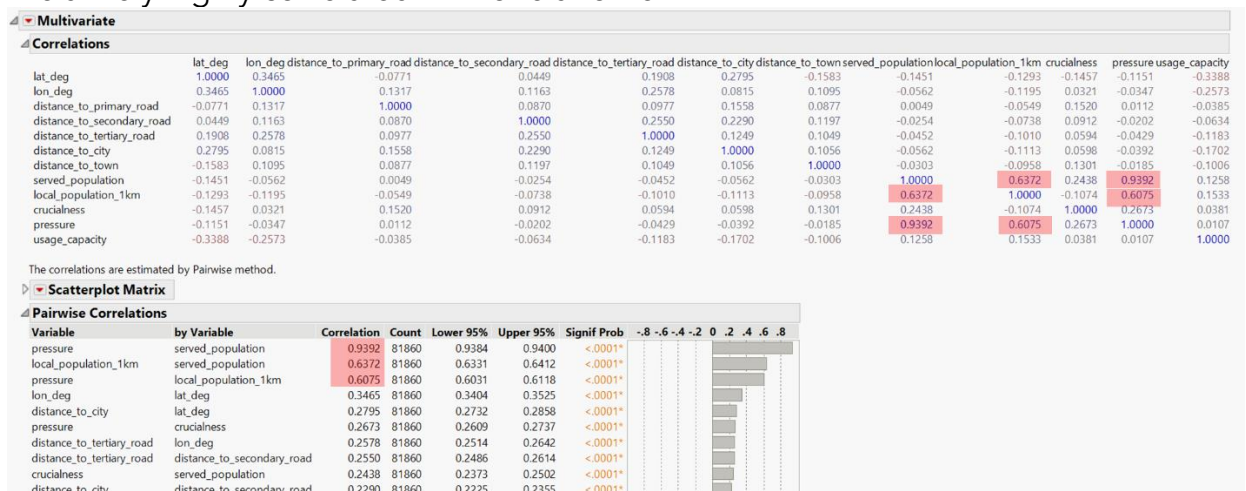 Multivariate
Correlations
lat_deg lon_deg distance_to_primary_road distance_to_secondary_road distance_to_tertiary_road distance_to_city distance_to_town served_population local_population_1km crucialness pressure usage_capacity
lat_deg 1.0000 0.3465 -0.0771 0.0449 0.1908 0.2795 -0.1583 -0.1451 -0.1293 -0.1457 -0.1151 -0.3388
lon_deg 0.3465 1.0000 0.1317 0.1163 0.2578 0.0815 0.1095 -0.0562 -0.1195 0.0321 -0.0347 -0.2573
distance_to_primary_road -0.0771 0.1317 1.0000 0.0870 0.0977 0.1558 0.0877 0.0049 -0.0549 0.1520 0.0112 -0.0385
distance_to_secondary_road 0.0449 0.1163 0.0870 1.0000 0.2550 0.2290 0.1197 -0.0254 -0.0738 0.0912 -0.0202 -0.0634
distance_to_tertiary_road 0.1908 0.2578 0.0977 0.2550 1.0000 0.1249 0.1049 -0.0452 -0.1010 0.0594 -0.0429 -0.1183
distance_to_city 0.2795 0.0815 0.1558 0.2290 0.1249 1.0000 0.1056 -0.0562 -0.1113 0.0598 -0.0392 -0.1702
distance_to_town -0.1583 0.1095 0.0877 0.1197 0.1049 0.1056 1.0000 -0.0303 -0.0958 0.1301 -0.0185 -0.1006
served_population -0.1451 -0.0562 0.0049 -0.0254 -0.0452 -0.0562 -0.0303 1.0000 0.6372 0.2438 0.9392 0.1258
local_population_1km -0.1293 -0.1195 -0.0549 -0.0738 -0.1010 -0.1113 -0.0958 0.6372 1.0000 -0.1074 0.6075 0.1533
crucialness -0.1457 0.0321 0.1520 0.0912 0.0594 0.0598 0.1301 0.2438 -0.1074 1.0000 0.2673 0.0381
pressure -0.1151 -0.0347 0.0112 -0.0202 -0.0429 -0.0392 -0.0185 0.9392 0.6075 0.2673 1.0000 0.0107
usage_capacity -0.3388 -0.2573 -0.0385 -0.0634 -0.1183 -0.1702 -0.1006 0.1258 0.1533 0.0381 0.0107 1.0000
The correlations are estimated by Pairwise method.
Scatterplot Matrix
Pairwise Correlations
Variable by Variable Correlation Count Lower 95% Upper 95% Signif Prob -.8 -.6 -.4 -.2 0 .2 .4 .6 .8
pressure served_population 0.9392 81860 0.9384 0.9400 <.0001*
local_population_1km served_population 0.6372 81860 0.6331 0.6412 <.0001*
pressure local_population_1km 0.6075 81860 0.6031 0.6118 <.0001*
lon_deg lat_deg 0.3465 81860 0.3404 0.3525 <.0001*
distance_to_city lat_deg 0.2795 81860 0.2732 0.2858 <.0001*
pressure crucialness 0.2673 81860 0.2609 0.2737 <.0001*
distance_to_tertiary_road lon_deg 0.2578 81860 0.2514 0.2642 <.0001*
distance_to_tertiary_road distance_to_secondary_road 0.2550 81860 0.2486 0.2614 <.0001*
crucialness served_population 0.2438 81860 0.2373 0.2502 <.0001*
distance_to_city distance_to_secondary_road 0.2290 81860 0.2225 0.2355 <.0001*